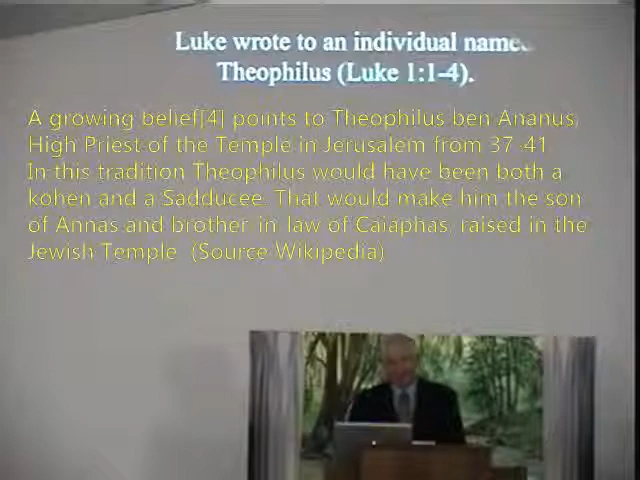 Luke wrote to an individual named
Theophilus (Luke 1:1-4).
A growing belief[4] points to Theophilus ben Ananus,
High Priest of the Temple in Jerusalem from 37-41
In this tradition Theophilus would have been both a
kohen and a Sadducee. That would make him the son
of Annas and brother-in-law of Caiaphas, raised in the
Jewish Temple. (Source Wikipedia)